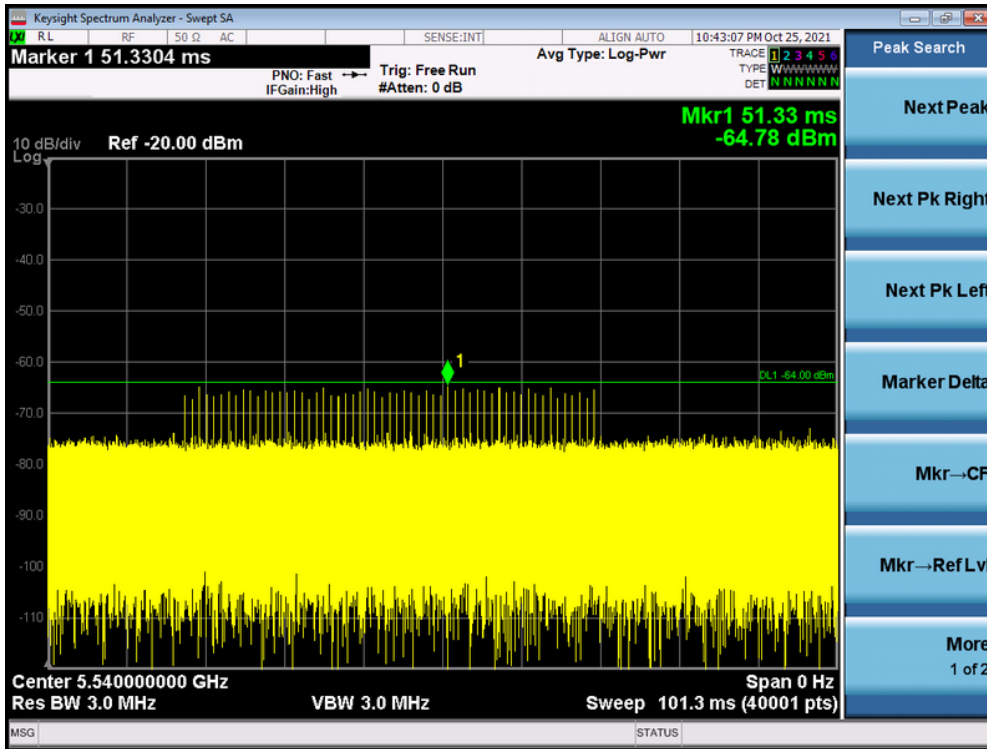 Keysight Spectrum Analyzer - Swept SA
LXI RL RF 50 Ω AC SENSE:INT ALIGN AUTO 10:43:07 PM Oct 25, 2021
Marker 1 51.3304 ms
PNO: Fast
IFGain:High
Trig: Free Run
#Atten: 0 dB
Avg Type: Log-Pwr
TRACE 1 2 3 4 5 6
TYPE WWWWWW
DET N N N N N N
Mkr1 51.33 ms
-64.78 dBm
10 dB/div Ref -20.00 dBm
Log
-30.0
-40.0
-50.0
-60.0
1
DL1 -64.00 dBm
-70.0
-80.0
-90.0
-100
-110
Center 5.540000000 GHz Span 0 Hz
Res BW 3.0 MHz VBW 3.0 MHz Sweep 101.3 ms (40001 pts)
MSG STATUS
Peak Search
Next Peak
Next Pk Right
Next Pk Left
Marker Delta
Mkr→CF
Mkr→Ref Lvl
More
1 of 2